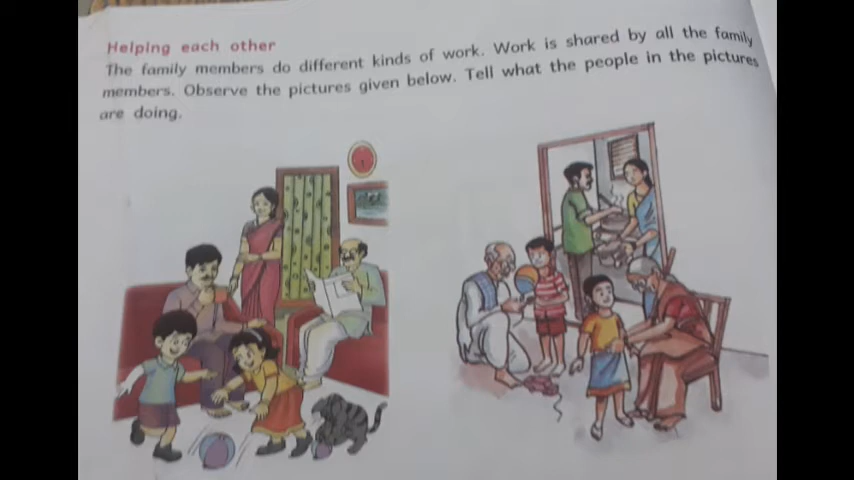 Helping each other
The family members do different kinds of work. Work is shared by all the family
members. Observe the pictures given below. Tell what the people in the pictures
are doing.